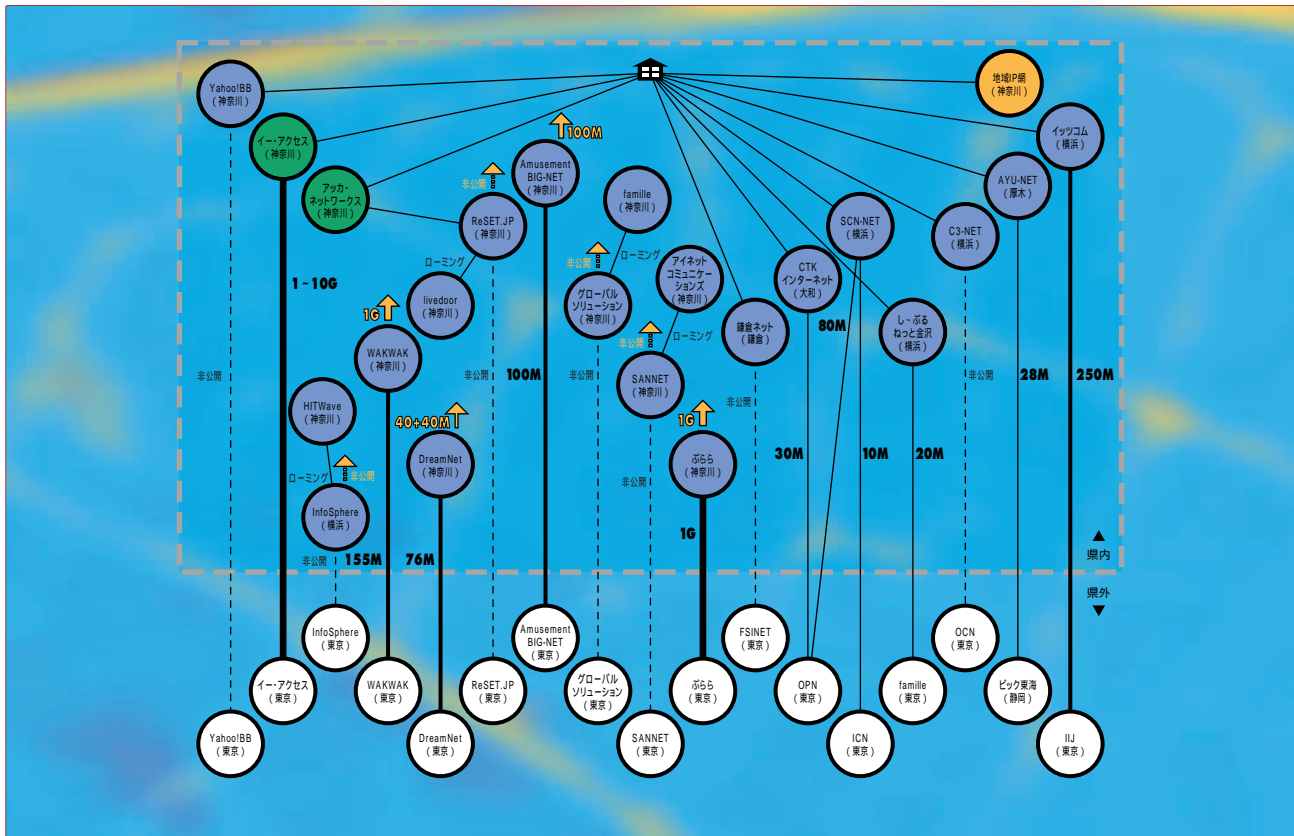 Yahoo!BB
(神奈川)
地域IP網
(神奈川)
イー・アクセス
(神奈川)
100M
イッツコム
(横浜)
Amusement
BIG-NET
(神奈川)
非公開
アッカ・
ネットワークス
(神奈川)
famille
(神奈川)
AYU-NET
(厚木)
ReSET.JP
(神奈川)
SCN-NET
(横浜)
C3-NET
(横浜)
ローミング
非公開
ローミング
アイネット
コミュニケー
ションズ
(神奈川)
CTK
インターネット
(大和)
1~10G
livedoor
(神奈川)
グローバル
ソリューション
(神奈川)
1G
80M
鎌倉ネット
(鎌倉)
し~ぷる
ねっと金沢
(横浜)
非公開
ローミング
WAKWAK
(神奈川)
非公開
非公開
100M
非公開
SANNET
(神奈川)
非公開
28M
250M
HITWave
(神奈川)
40+40M
1G
非公開
DreamNet
(神奈川)
ぷらら
(神奈川)
30M
10M
20M
ローミング
非公開
非公開
InfoSphere
(横浜)
1G
非公開
155M
76M
▲
県内
県外
▼
InfoSphere
(東京)
Amusement
BIG-NET
(東京)
FSINET
(東京)
OCN
(東京)
イー・アクセス
(東京)
WAKWAK
(東京)
ReSET.JP
(東京)
グローバル
ソリューション
(東京)
ぷらら
(東京)
OPN
(東京)
famille
(東京)
ビック東海
(静岡)
Yahoo!BB
(東京)
DreamNet
(東京)
SANNET
(東京)
ICN
(東京)
IIJ
(東京)